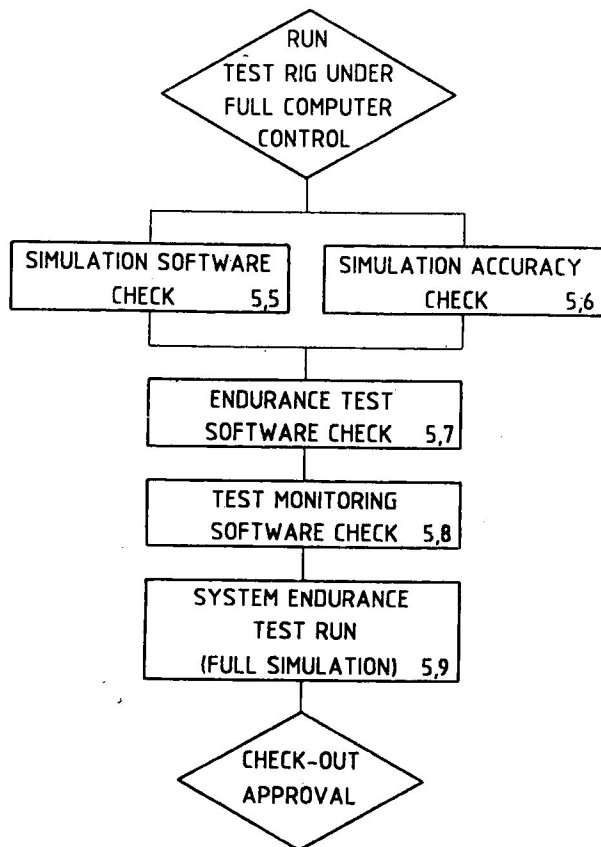 RUN
TEST RIG UNDER
FULL COMPUTER
CONTROL
SIMULATION SOFTWARE
CHECK 5,5
SIMULATION ACCURACY
CHECK 5,6
ENDURANCE TEST
SOFTWARE CHECK 5,7
TEST MONITORING
SOFTWARE CHECK 5,8
SYSTEM ENDURANCE
TEST RUN
(FULL SIMULATION) 5,9
CHECK-OUT
APPROVAL